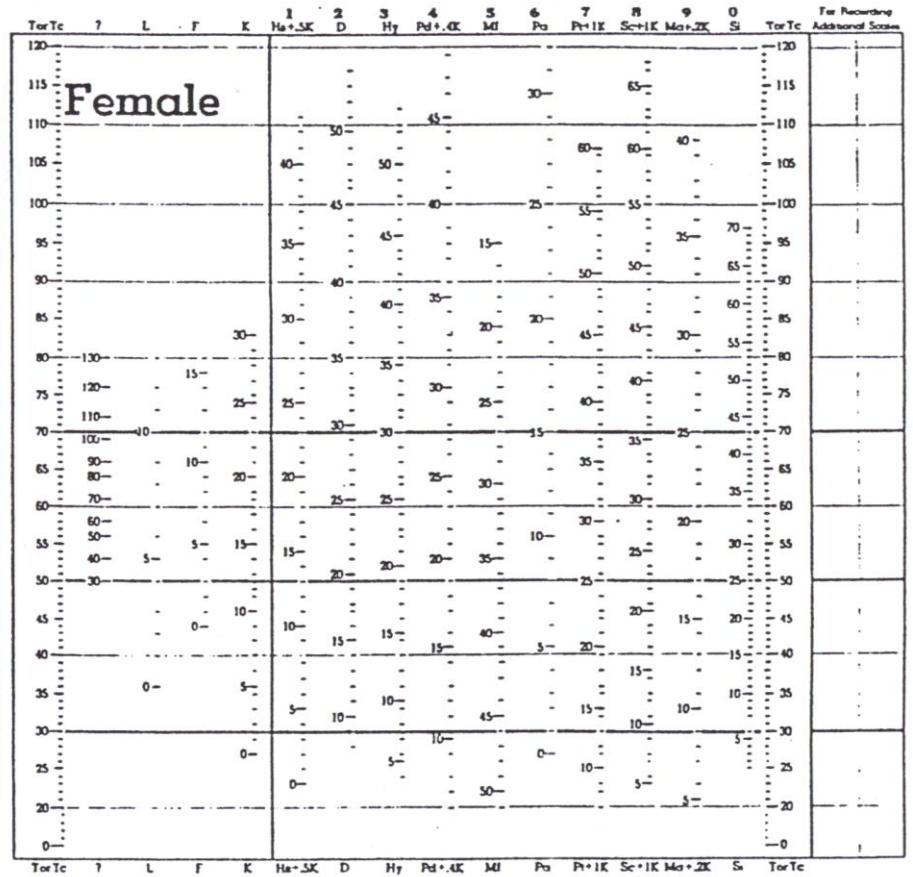 1 2 3 4 5 6 7 8 9 0 For Recording
TorTc ? L F K Hs+.5K D Hy Pd+.4K Mf Pa Pt+1K Sc+1K Ma+.2K Si TorTc Additional Scales
120 120
115 30 65 115
Female
110 50 45 110
60 60 40
105 40 50 105
100 45 40 25 55 100
55
95 35 45 15 35 70 95
50 50 65
90 40 90
40 35 60
85 30 20 20 45 85
30 45 30 55
80 130 35 80
15 35
120 30 40 50
75 25 25 40 75
110 45
70 10 30 30 15 25 70
100 35
90 10 35 40
65 80 20 20 25 30 65
70 25 25 30 35
60 60
60 30 20
50 10
55 5 15 30 55
40 5 15 20 35 25
20 20
50 30 25 25 50
10 20
45 0 10 15 40 15 20 45
15 15 5 20
40 15 40
15
35 0 5 10 10 35
5 10 45 15 10 10
30 10 5 30
0 5 0
25 10 25
0 50 5
20 5 20
0 0
TorTc ? L F K Hs+.5K D Hy Pd+.4K Mf Pa Pt+1K Sc+1K Ma+.2K Si TorTc